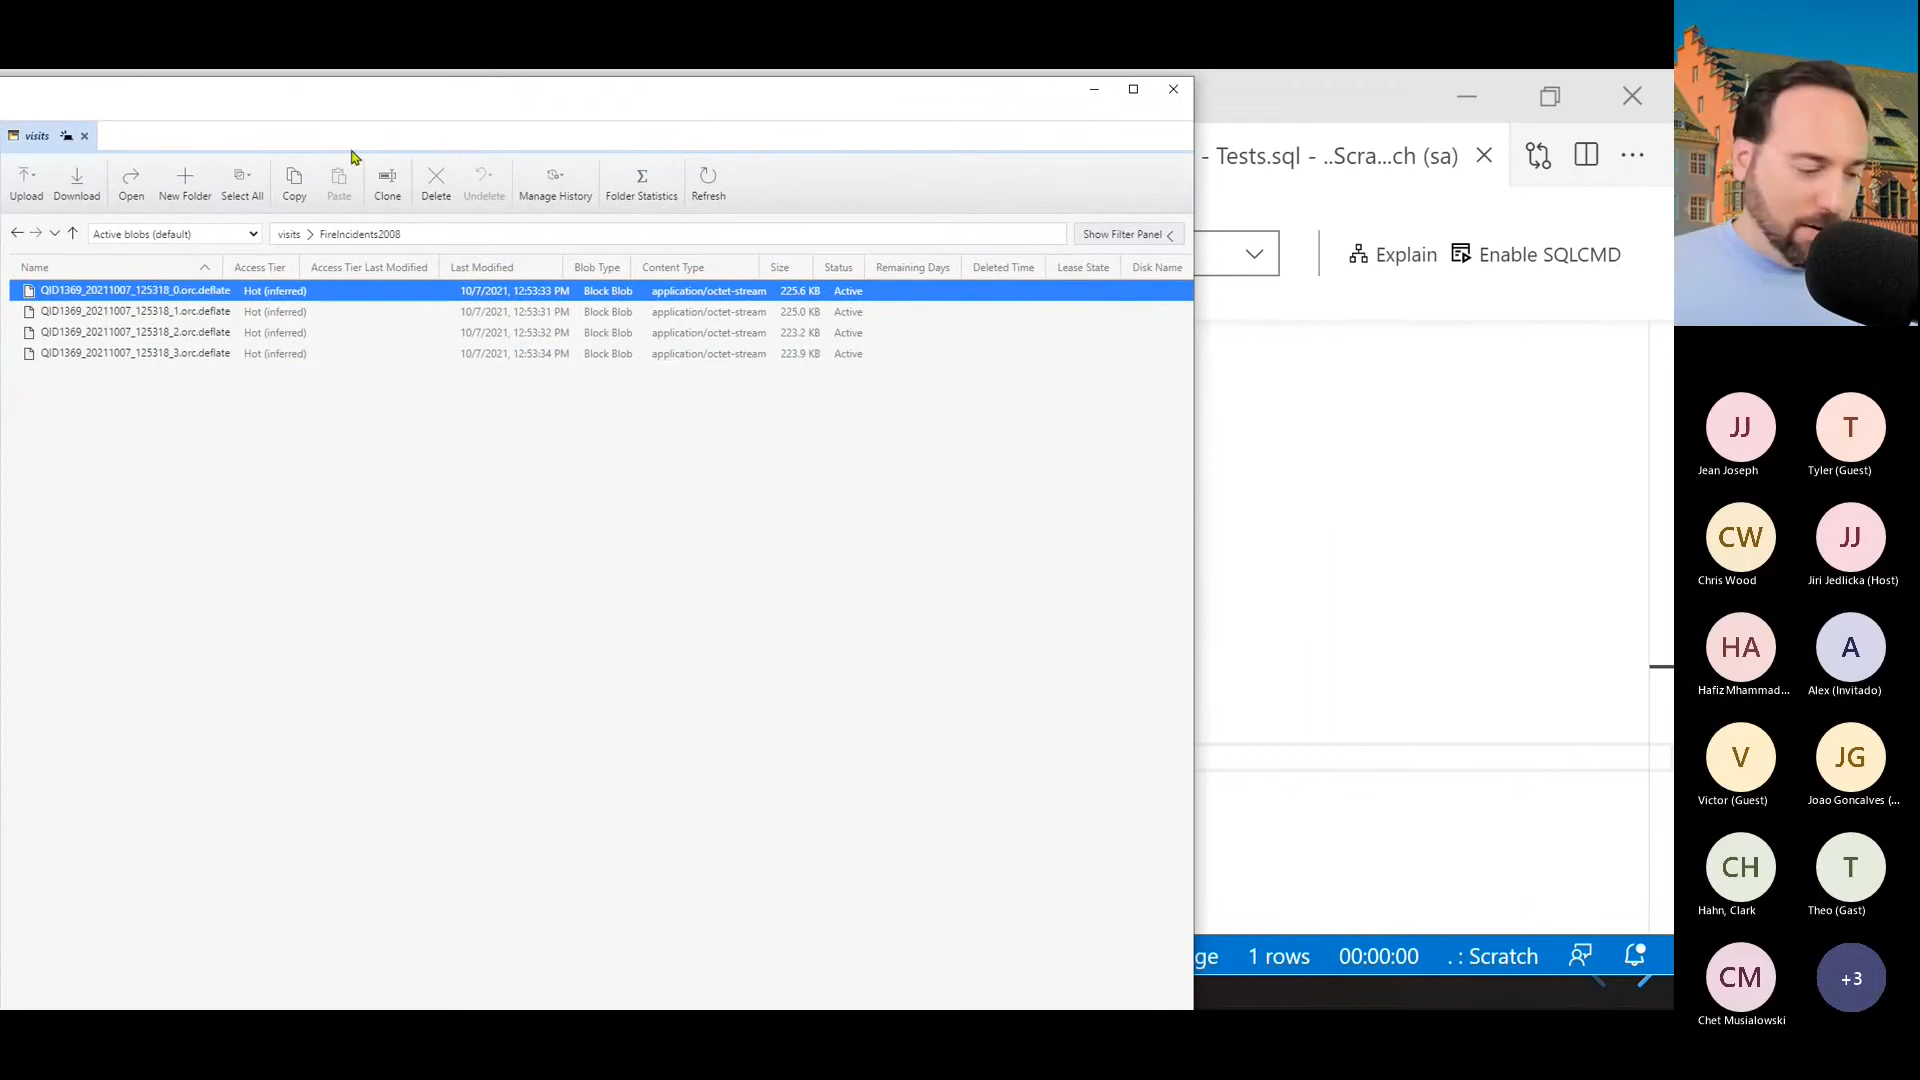 visits
Upload Download Open New Folder Select All Copy Paste Clone Delete Undelete Manage History Folder Statistics Refresh
Active blobs (default) visits > FireIncidents2008 Show Filter Panel
Name Access Tier Access Tier Last Modified Last Modified Blob Type Content Type Size Status Remaining Days Deleted Time Lease State Disk Name
QID1369_20211007_125318_0.orc.deflate Hot (inferred) 10/7/2021, 12:53:33 PM Block Blob application/octet-stream 225.6 KB Active
QID1369_20211007_125318_1.orc.deflate Hot (inferred) 10/7/2021, 12:53:31 PM Block Blob application/octet-stream 225.0 KB Active
QID1369_20211007_125318_2.orc.deflate Hot (inferred) 10/7/2021, 12:53:32 PM Block Blob application/octet-stream 223.2 KB Active
QID1369_20211007_125318_3.orc.deflate Hot (inferred) 10/7/2021, 12:53:34 PM Block Blob application/octet-stream 223.9 KB Active
- Tests.sql - ..Scra...ch (sa)
Explain Enable SQLCMD
ge 1 rows 00:00:00 . : Scratch
JJ T
Jean Joseph Tyler (Guest)
CW JJ
Chris Wood Jiri Jedlicka (Host)
HA A
Hafiz Mhammad... Alex (Invitado)
V JG
Victor (Guest) Joao Goncalves (...
CH T
Hahn, Clark Theo (Gast)
CM +3
Chet Musialowski